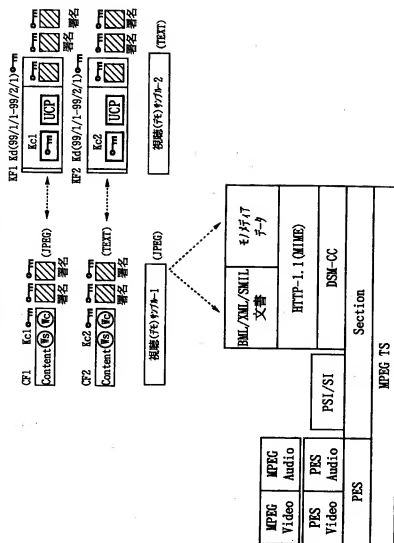 KF1 Kd(99/1/1-99/2/1)
Kc1
UCP
署名
署名
KF2 Kd(99/1/1-99/2/1)
Kc2
UCP
署名
署名
CF1
Kc1
Content Ws Wc
署名
署名
(JPEG)
CF2
Kc2
Content Ws Wc
署名
署名
(TEXT)
視聴(デモ)サンプル-1
(JPEG)
視聴(デモ)サンプル-2
(TEXT)
BML/XML/SMIL
文書
モノメディア
データ
HTTP-1.1(MIME)
DSM-CC
PSI/SI
Section
MPEG
Video
MPEG
Audio
PES
Video
PES
Audio
PES
MPEG TS